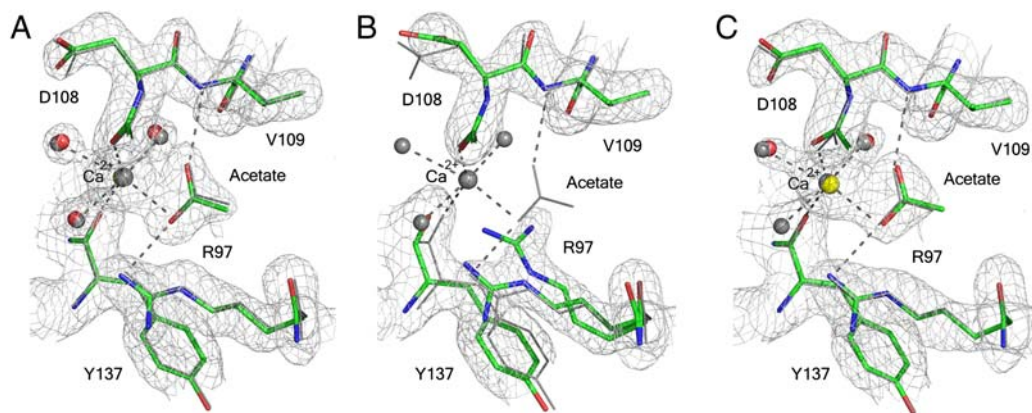 A
D108
V109
Ca2+
Acetate
R97
Y137
B
D108
V109
Ca2+
Acetate
R97
Y137
C
D108
V109
Ca2+
Acetate
R97
Y137